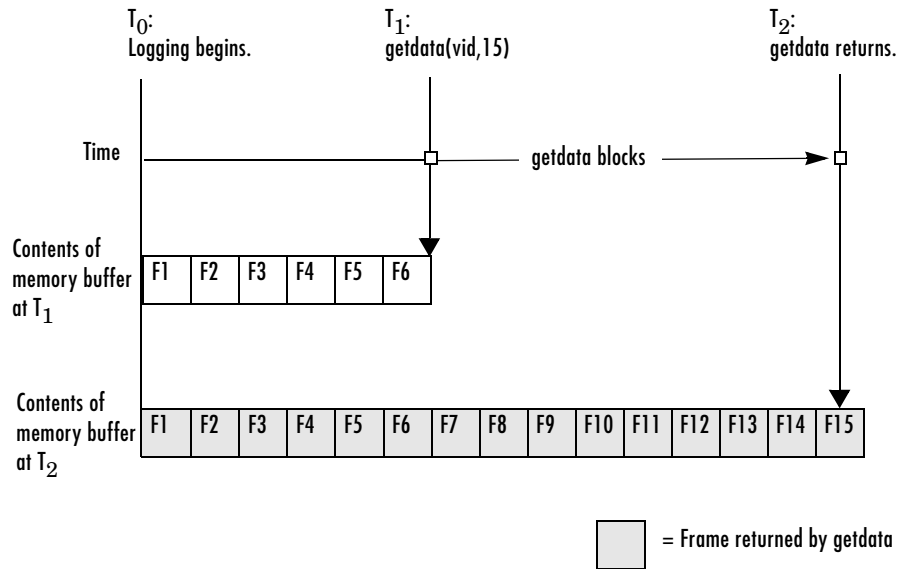 T0:
Logging begins.
T1:
getdata(vid,15)
T2:
getdata returns.
Time
getdata blocks
Contents of
memory buffer
at T1
F1 F2 F3 F4 F5 F6
Contents of
memory buffer
at T2
F1 F2 F3 F4 F5 F6 F7 F8 F9 F10 F11 F12 F13 F14 F15
= Frame returned by getdata